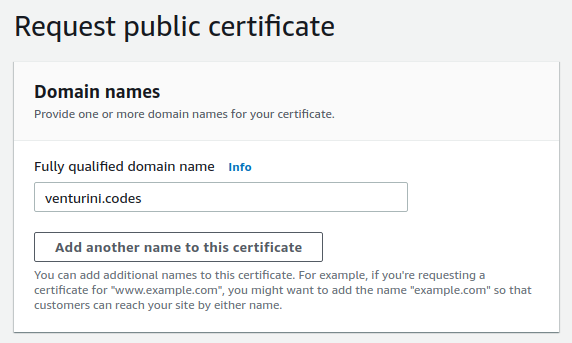 Request public certificate
Domain names
Provide one or more domain names for your certificate.
Fully qualified domain name Info
venturini.codes
Add another name to this certificate
You can add additional names to this certificate. For example, if you're requesting a
certificate for "www.example.com", you might want to add the name "example.com" so that
customers can reach your site by either name.